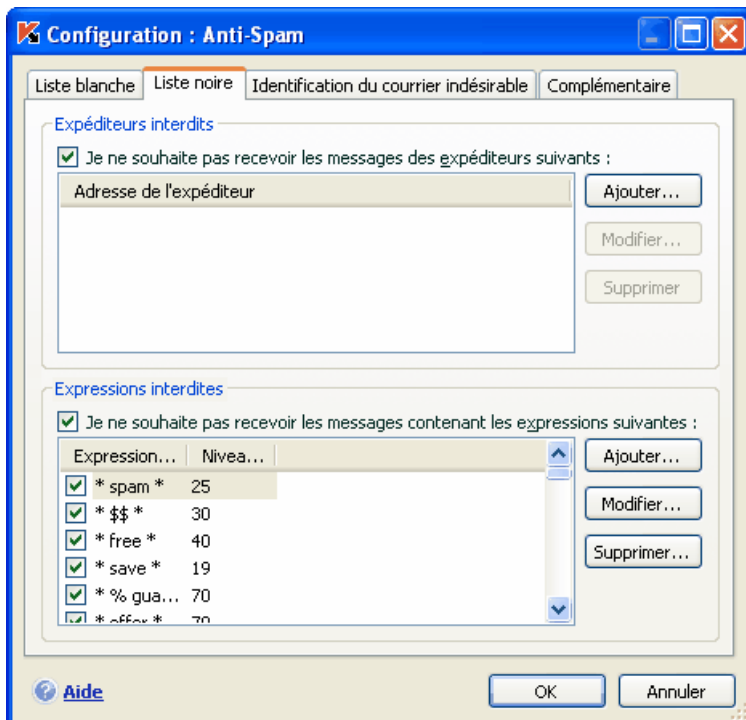 Configuration : Anti-Spam
Liste blanche Liste noire Identification du courrier indésirable Complémentaire
Expéditeurs interdits
Je ne souhaite pas recevoir les messages des expéditeurs suivants :
Adresse de l'expéditeur
Ajouter...
Modifier...
Supprimer
Expressions interdites
Je ne souhaite pas recevoir les messages contenant les expressions suivantes :
Expression... Nivea...
Ajouter...
* spam * 25
Modifier...
* $$ * 30
* free * 40
Supprimer...
* save * 19
* % gua... 70
* offer * 70
Aide
OK Annuler